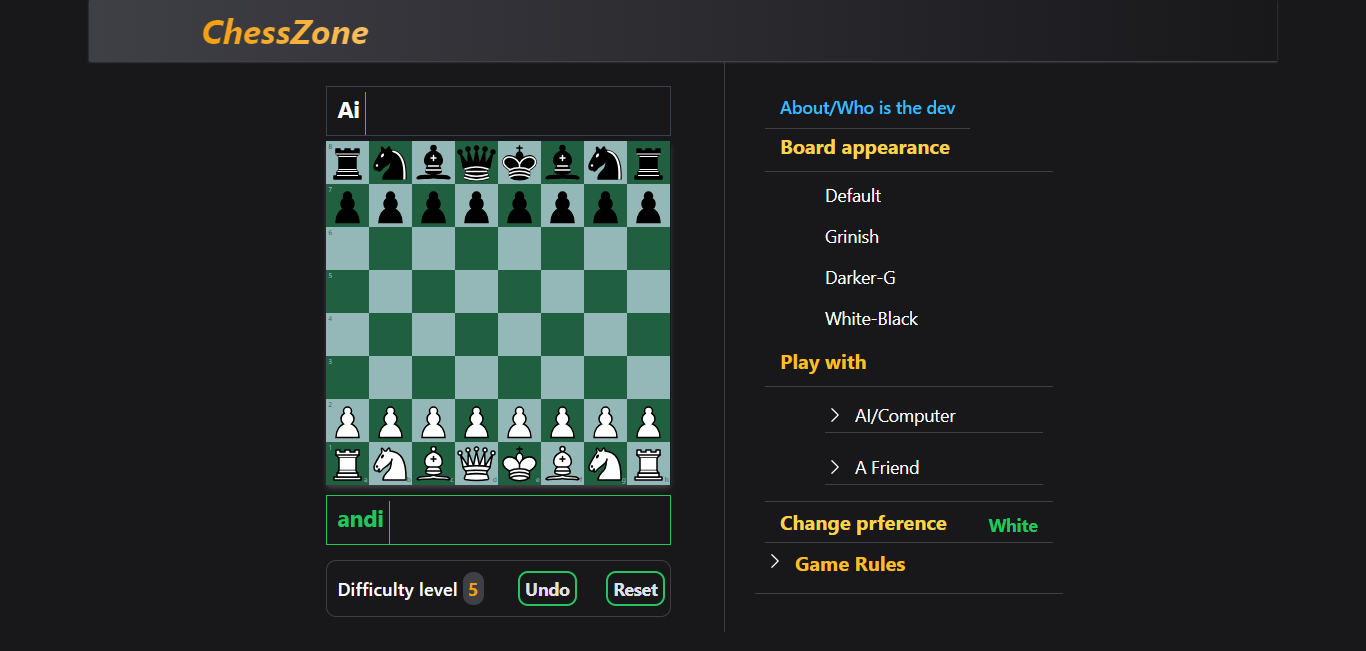 ChessZone
Ai
8
7
6
5
4
3
2
1
a
d
e
g
h
andi
Difficulty level 5 Undo Reset
About/Who is the dev
Board appearance
Default
Grinish
Darker-G
White-Black
Play with
AI/Computer
A Friend
Change prference White
Game Rules